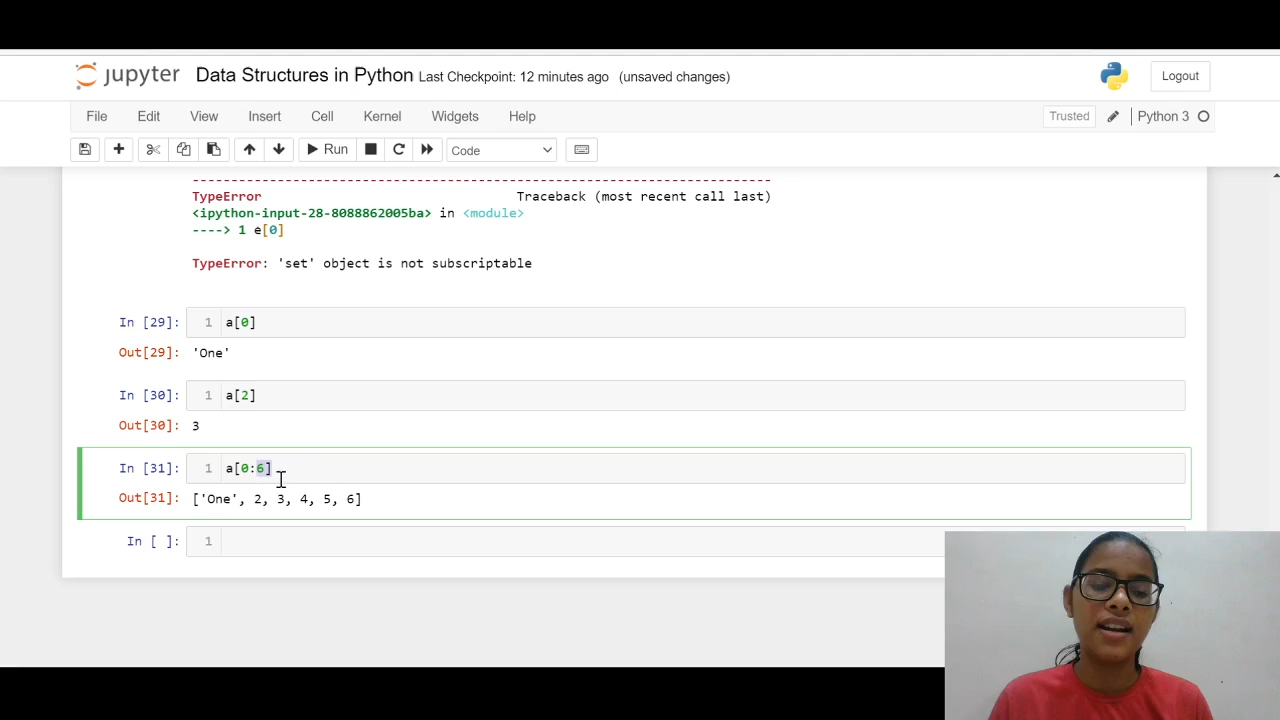 jupyter Data Structures in Python Last Checkpoint: 12 minutes ago (unsaved changes) Logout
File Edit View Insert Cell Kernel Widgets Help Trusted Python 3
Run Code
---------------------------------------------------------------------------
TypeError Traceback (most recent call last)
<ipython-input-28-8088862005ba> in <module>
----> 1 e[0]
TypeError: 'set' object is not subscriptable
In [29]: 1 a[0]
Out[29]: 'One'
In [30]: 1 a[2]
Out[30]: 3
In [31]: 1 a[0:6]
Out[31]: ['One', 2, 3, 4, 5, 6]
In [ ]: 1